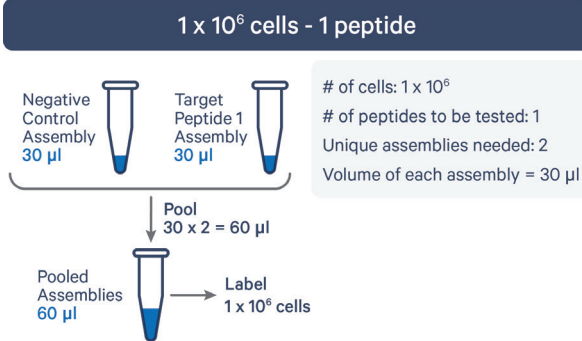 1 x 10⁶ cells - 1 peptide
Negative
Control
Assembly
30 µl
Target
Peptide 1
Assembly
30 µl
# of cells: 1 x 10⁶
# of peptides to be tested: 1
Unique assemblies needed: 2
Volume of each assembly = 30 µl
Pool
30 x 2 = 60 µl
Pooled
Assemblies
60 µl
Label
1 x 10⁶ cells